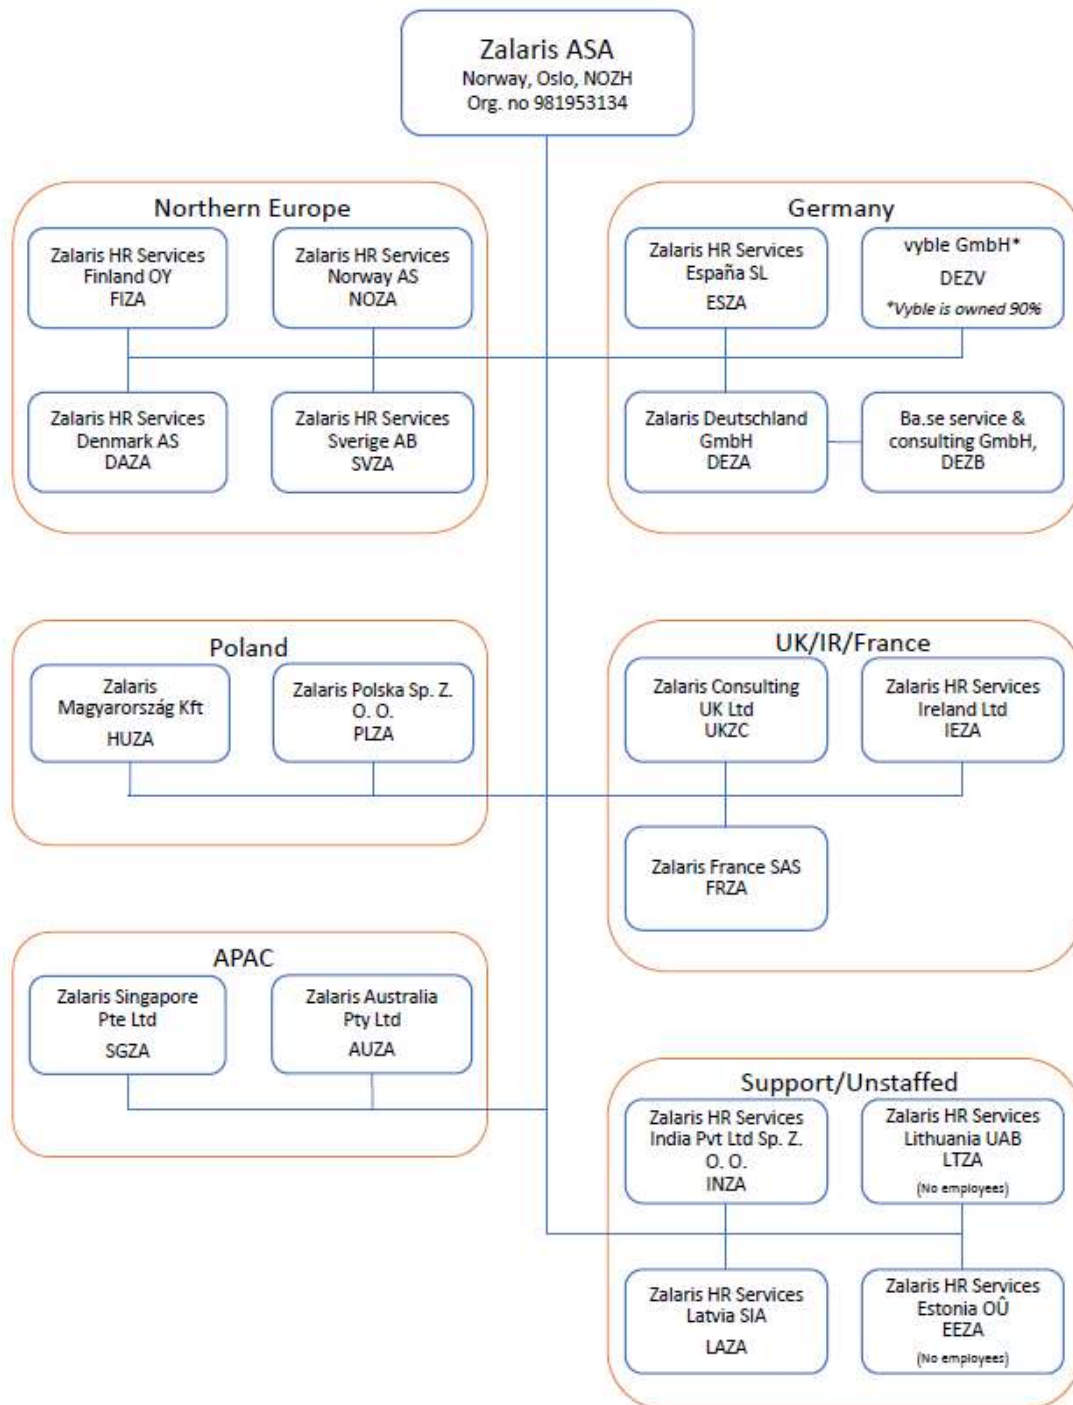 Zalaris ASA
Norway, Oslo, NOZH
Org. no 981953134
Northern Europe
Zalaris HR Services
Finland OY
FIZA
Zalaris HR Services
Norway AS
NOZA
Zalaris HR Services
Denmark AS
DAZA
Zalaris HR Services
Sverige AB
SVZA
Germany
Zalaris HR Services
España SL
ESZA
vyble GmbH*
DEZV
*Vyble is owned 90%
Zalaris Deutschland
GmbH
DEZA
Ba.se service &
consulting GmbH,
DEZB
Poland
Zalaris
Magyarország Kft
HUZA
Zalaris Polska Sp. Z.
O. O.
PLZA
UK/IR/France
Zalaris Consulting
UK Ltd
UKZC
Zalaris HR Services
Ireland Ltd
IEZA
Zalaris France SAS
FRZA
APAC
Zalaris Singapore
Pte Ltd
SGZA
Zalaris Australia
Pty Ltd
AUZA
Support/Unstaffed
Zalaris HR Services
India Pvt Ltd Sp. Z.
O. O.
INZA
Zalaris HR Services
Lithuania UAB
LTZA
(No employees)
Zalaris HR Services
Latvia SIA
LAZA
Zalaris HR Services
Estonia OÛ
EEZA
(No employees)